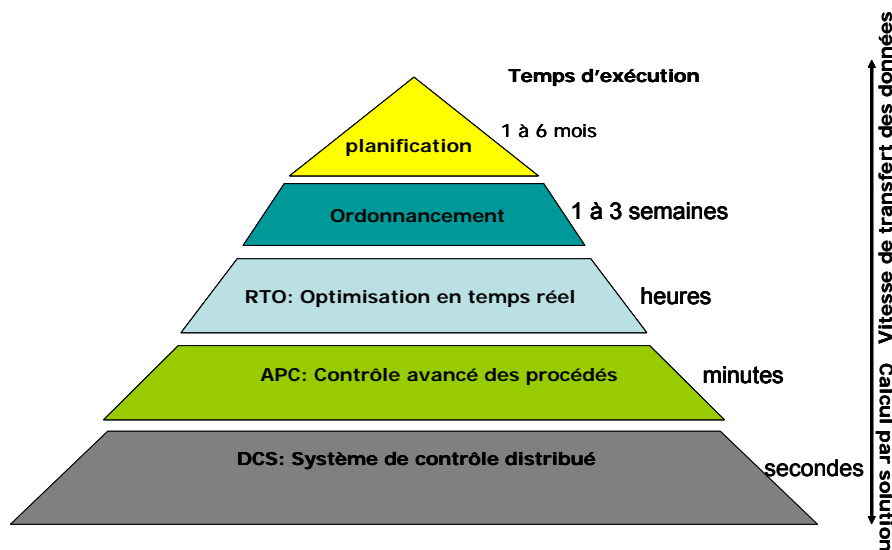 Temps d'exécution
planification
1 à 6 mois
Ordonnancement
1 à 3 semaines
RTO: Optimisation en temps réel
heures
APC: Contrôle avancé des procédés
minutes
DCS: Système de contrôle distribué
secondes
Calcul par solution Vitesse de transfert des données